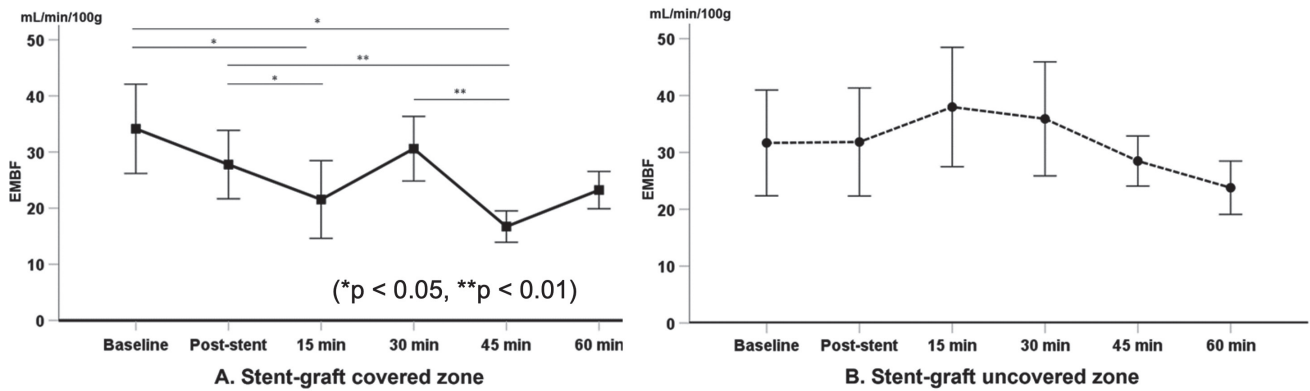 mL/min/100g
50
40
30
20
10
0
EMBF
*
*
**
*
**
(*p < 0.05, **p < 0.01)
Baseline Post-stent 15 min 30 min 45 min 60 min
A. Stent-graft covered zone
mL/min/100g
50
40
30
20
10
0
EMBF
Baseline Post-stent 15 min 30 min 45 min 60 min
B. Stent-graft uncovered zone